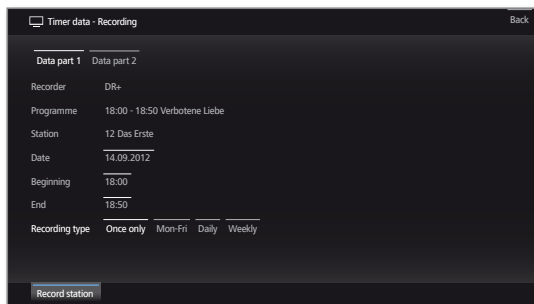 Timer data - Recording Back
Data part 1 Data part 2
Recorder DR+
Programme 18:00 - 18:50 Verbotene Liebe
Station 12 Das Erste
Date 14.09.2012
Beginning 18:00
End 18:50
Recording type Once only Mon-Fri Daily Weekly
Record station